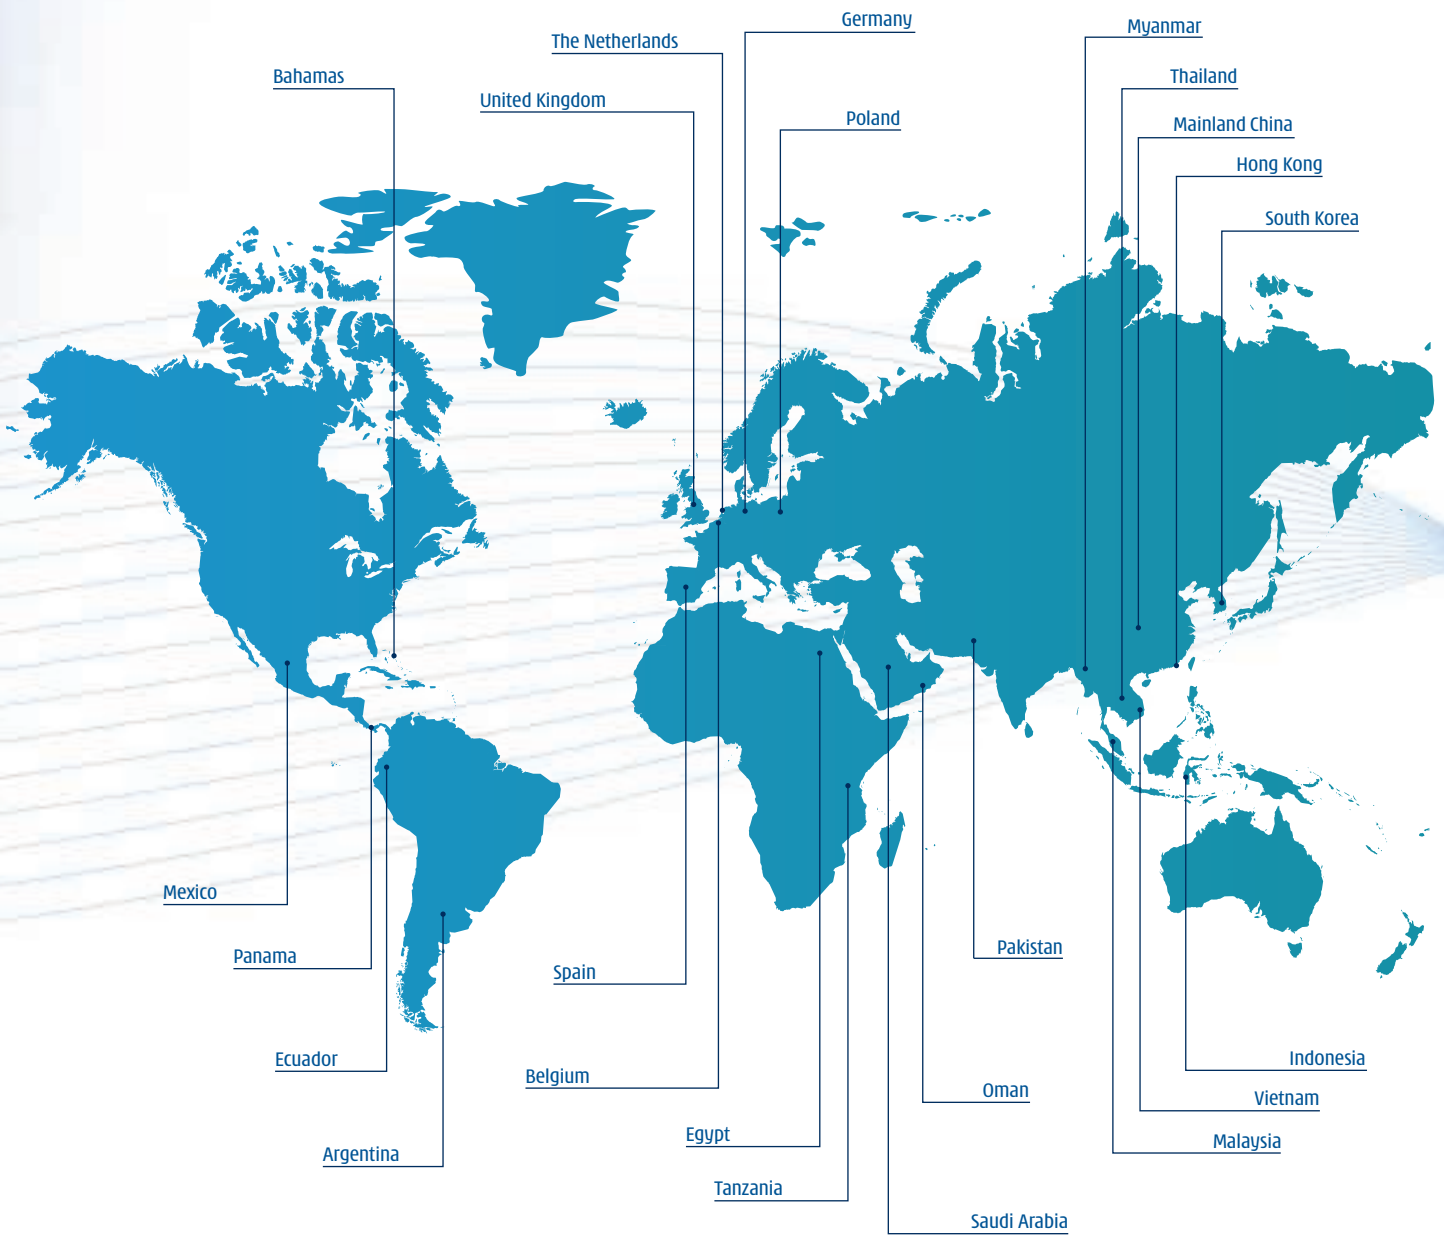 Germany
Myanmar
The Netherlands
Bahamas
Thailand
United Kingdom
Poland
Mainland China
Hong Kong
South Korea
Mexico
Panama
Pakistan
Spain
Ecuador
Indonesia
Belgium
Oman
Vietnam
Egypt
Malaysia
Argentina
Tanzania
Saudi Arabia